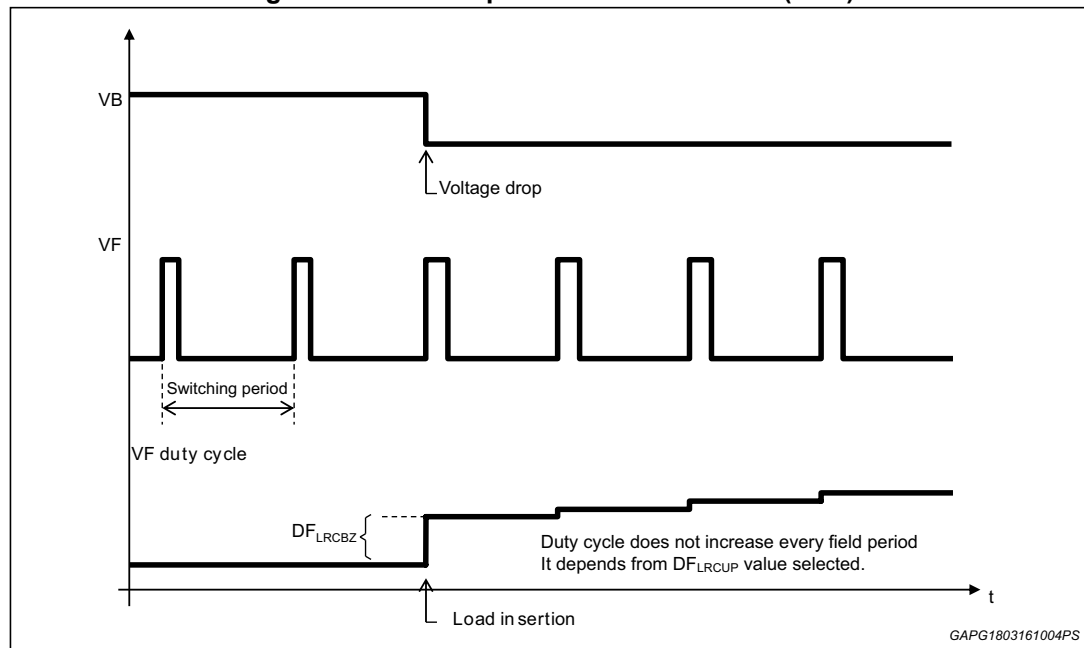 VB
Voltage drop
VF
Switching period
VF duty cycle
DFLRCBZ
Duty cycle does not increase every field period
It depends from DFLRCUP value selected.
t
Load in sertion
GAPG1803161004PS